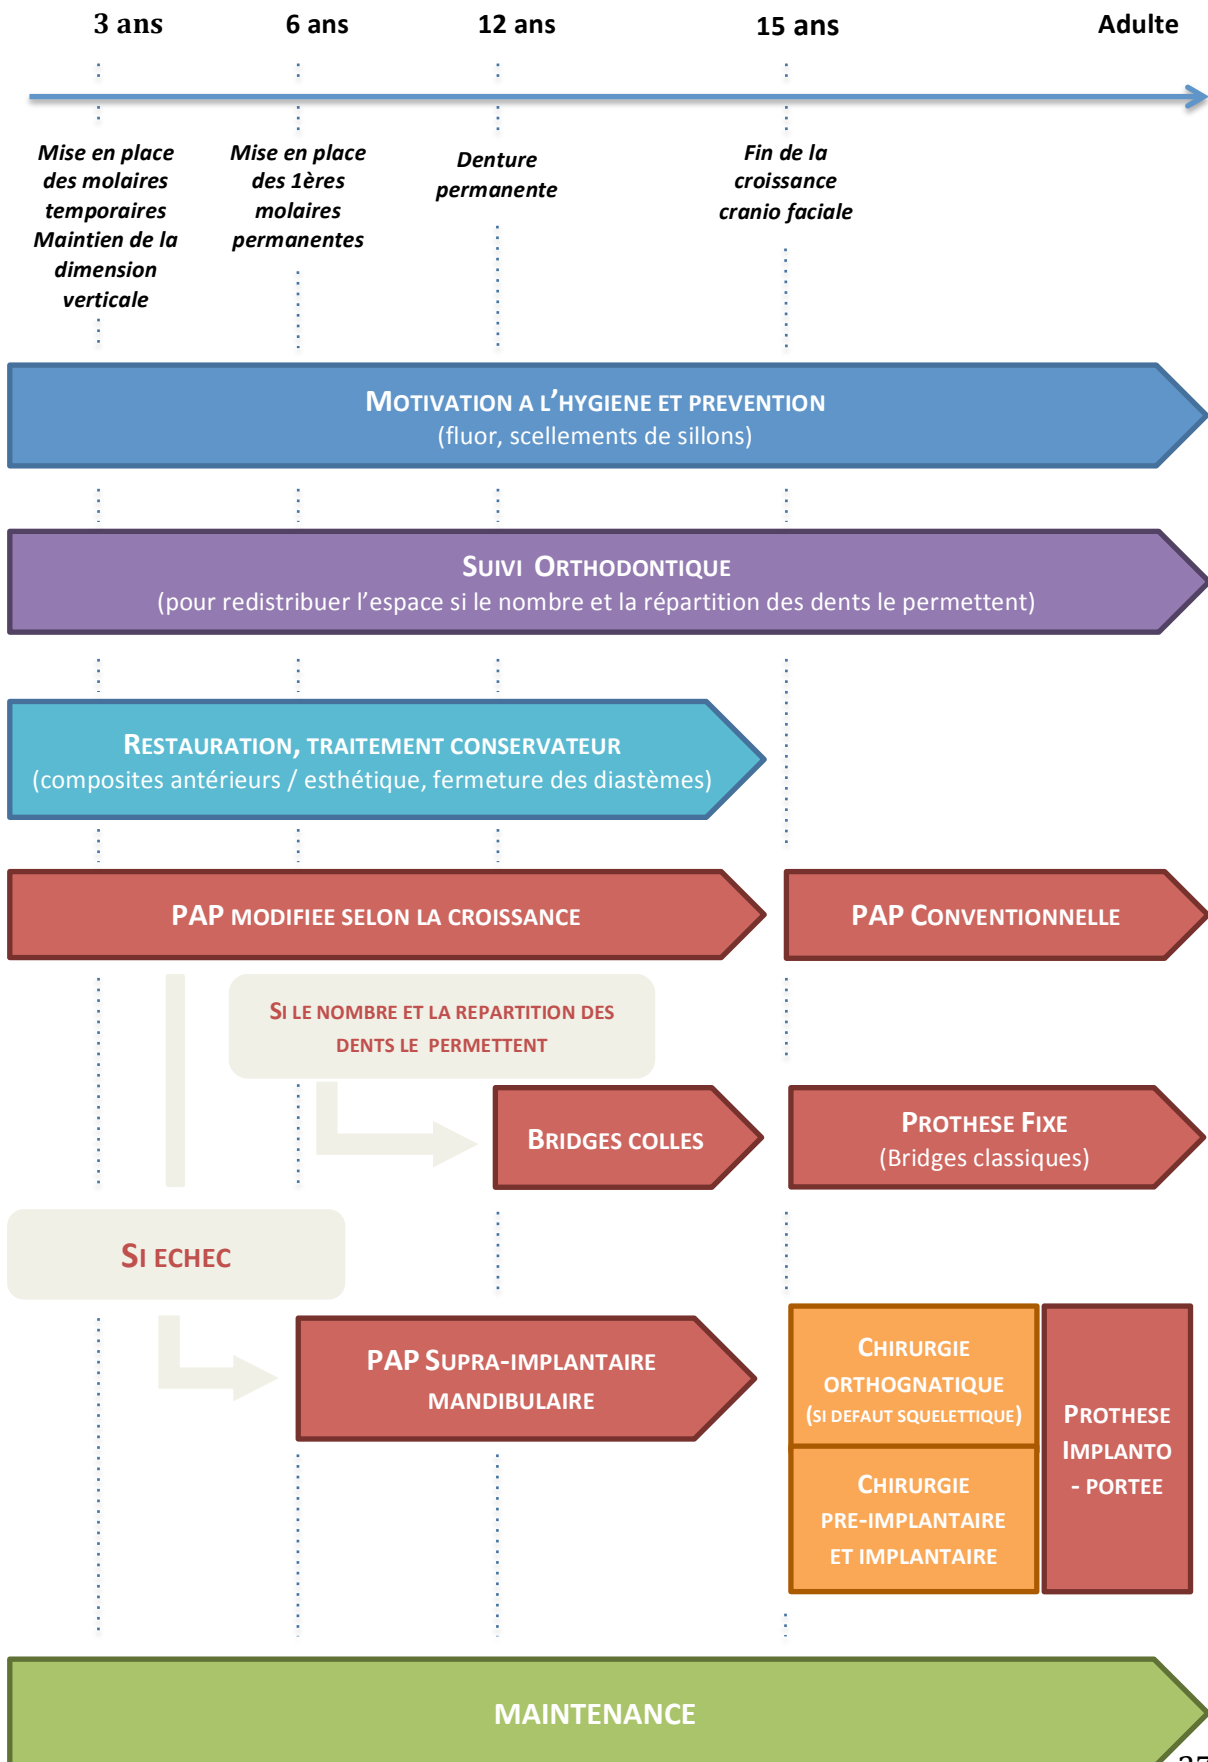 3 ans 6 ans 12 ans 15 ans Adulte
Mise en place
des molaires
temporaires
Maintien de la
dimension
verticale
Mise en place
des 1ères
molaires
permanentes
Denture
permanente
Fin de la
croissance
cranio faciale
MOTIVATION A L'HYGIENE ET PREVENTION
(fluor, scellements de sillons)
SUIVI ORTHODONTIQUE
(pour redistribuer l'espace si le nombre et la répartition des dents le permettent)
RESTAURATION, TRAITEMENT CONSERVATEUR
(composites antérieurs / esthétique, fermeture des diastèmes)
PAP MODIFIEE SELON LA CROISSANCE
PAP CONVENTIONNELLE
SI LE NOMBRE ET LA REPARTITION DES
DENTS LE PERMETTENT
BRIDGES COLLES
PROTHESE FIXE
(Bridges classiques)
SI ECHEC
PAP SUPRA-IMPLANTAIRE
MANDIBULAIRE
CHIRURGIE
ORTHOGNATIQUE
(SI DEFAUT SQUELETTIQUE)
CHIRURGIE
PRE-IMPLANTAIRE
ET IMPLANTAIRE
PROTHESE
IMPLANTO
- PORTEE
MAINTENANCE